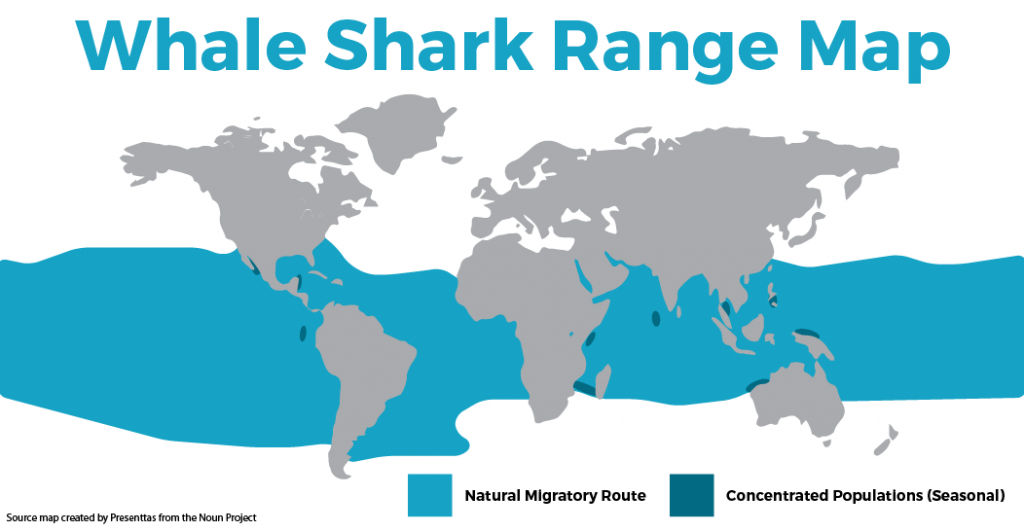 Whale Shark Range Map
Natural Migratory Route
Concentrated Populations (Seasonal)
Source map created by Presenttas from the Noun Project